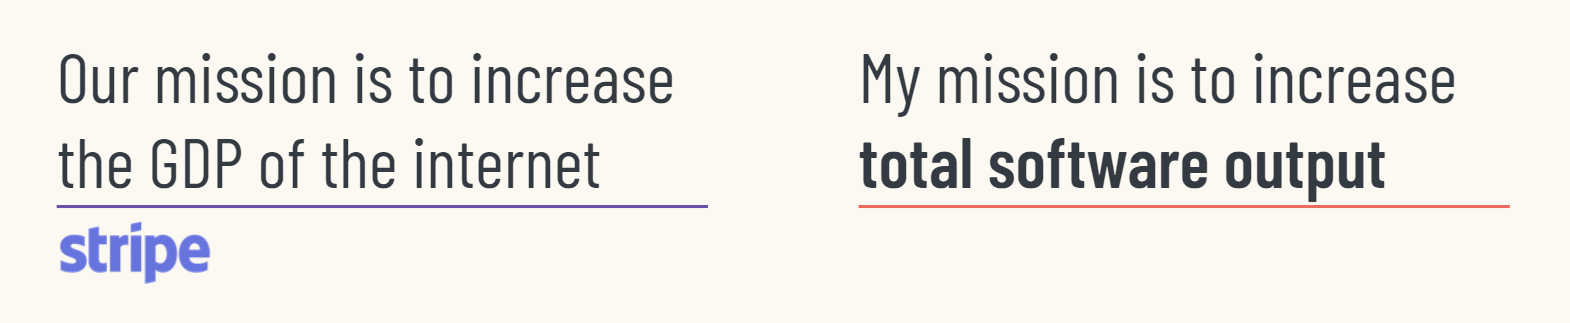 Our mission is to increase
the GDP of the internet
stripe
My mission is to increase
total software output